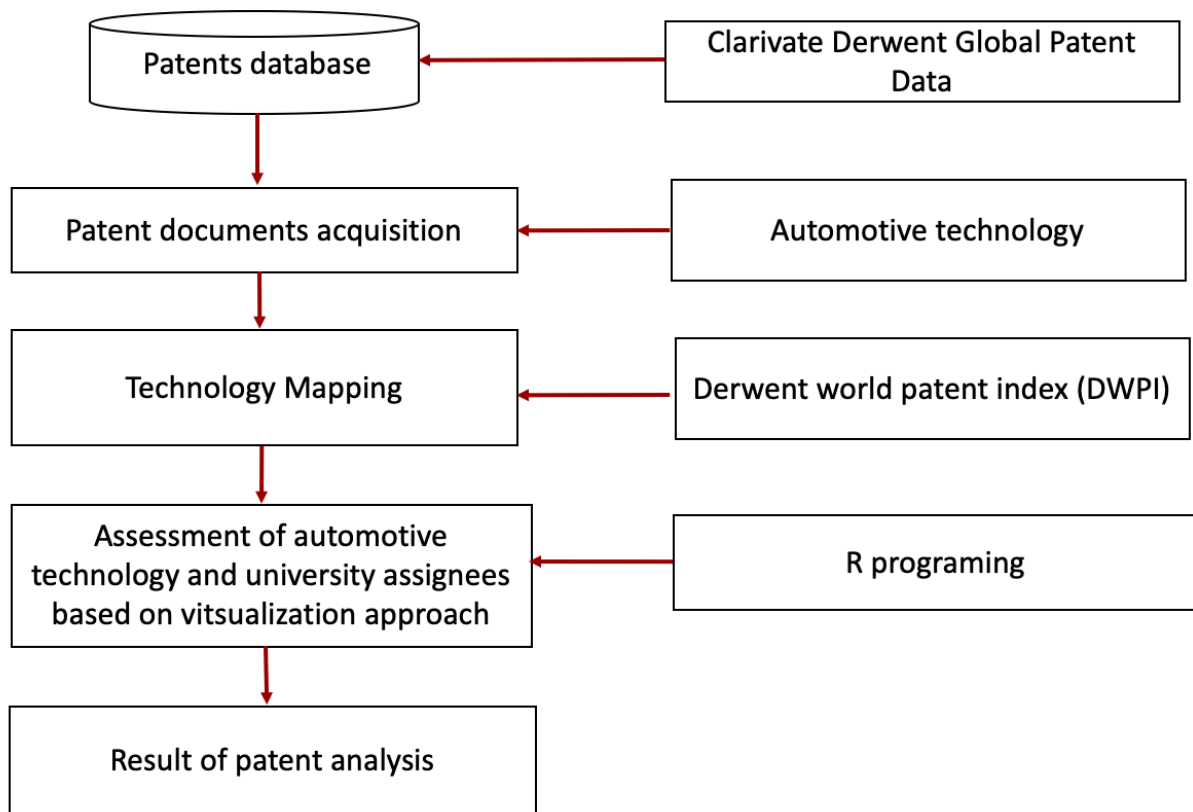 Patents database
Clarivate Derwent Global Patent
Data
Patent documents acquisition
Automotive technology
Technology Mapping
Derwent world patent index (DWPI)
Assessment of automotive
technology and university assignees
based on vitsualization approach
R programing
Result of patent analysis